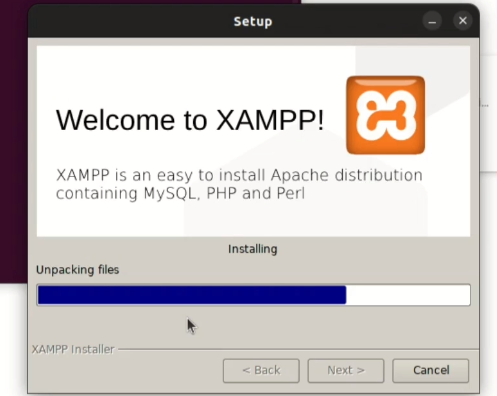 Setup
Welcome to XAMPP!
XAMPP is an easy to install Apache distribution
containing MySQL, PHP and Perl
Installing
Unpacking files
XAMPP Installer
< Back
Next >
Cancel